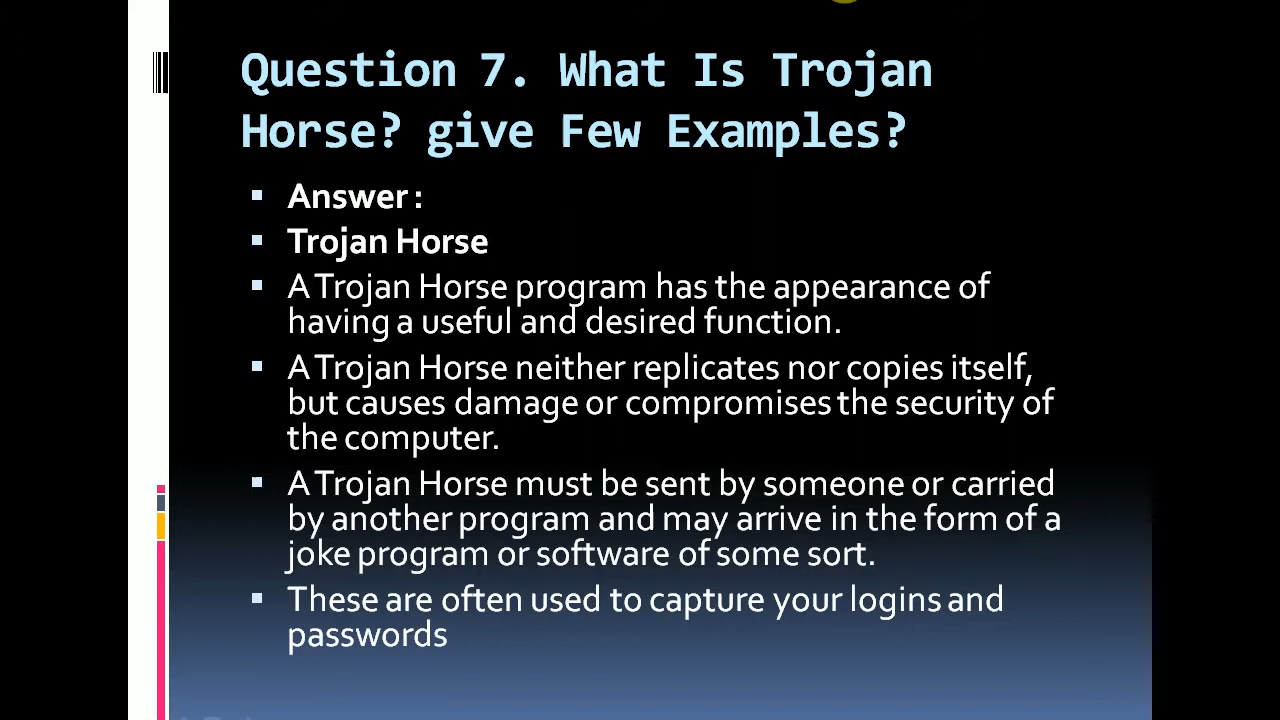 Question 7. What Is Trojan
Horse? give Few Examples?
Answer :
Trojan Horse
A Trojan Horse program has the appearance of
having a useful and desired function.
A Trojan Horse neither replicates nor copies itself,
but causes damage or compromises the security of
the computer.
A Trojan Horse must be sent by someone or carried
by another program and may arrive in the form of a
joke program or software of some sort.
These are often used to capture your logins and
passwords